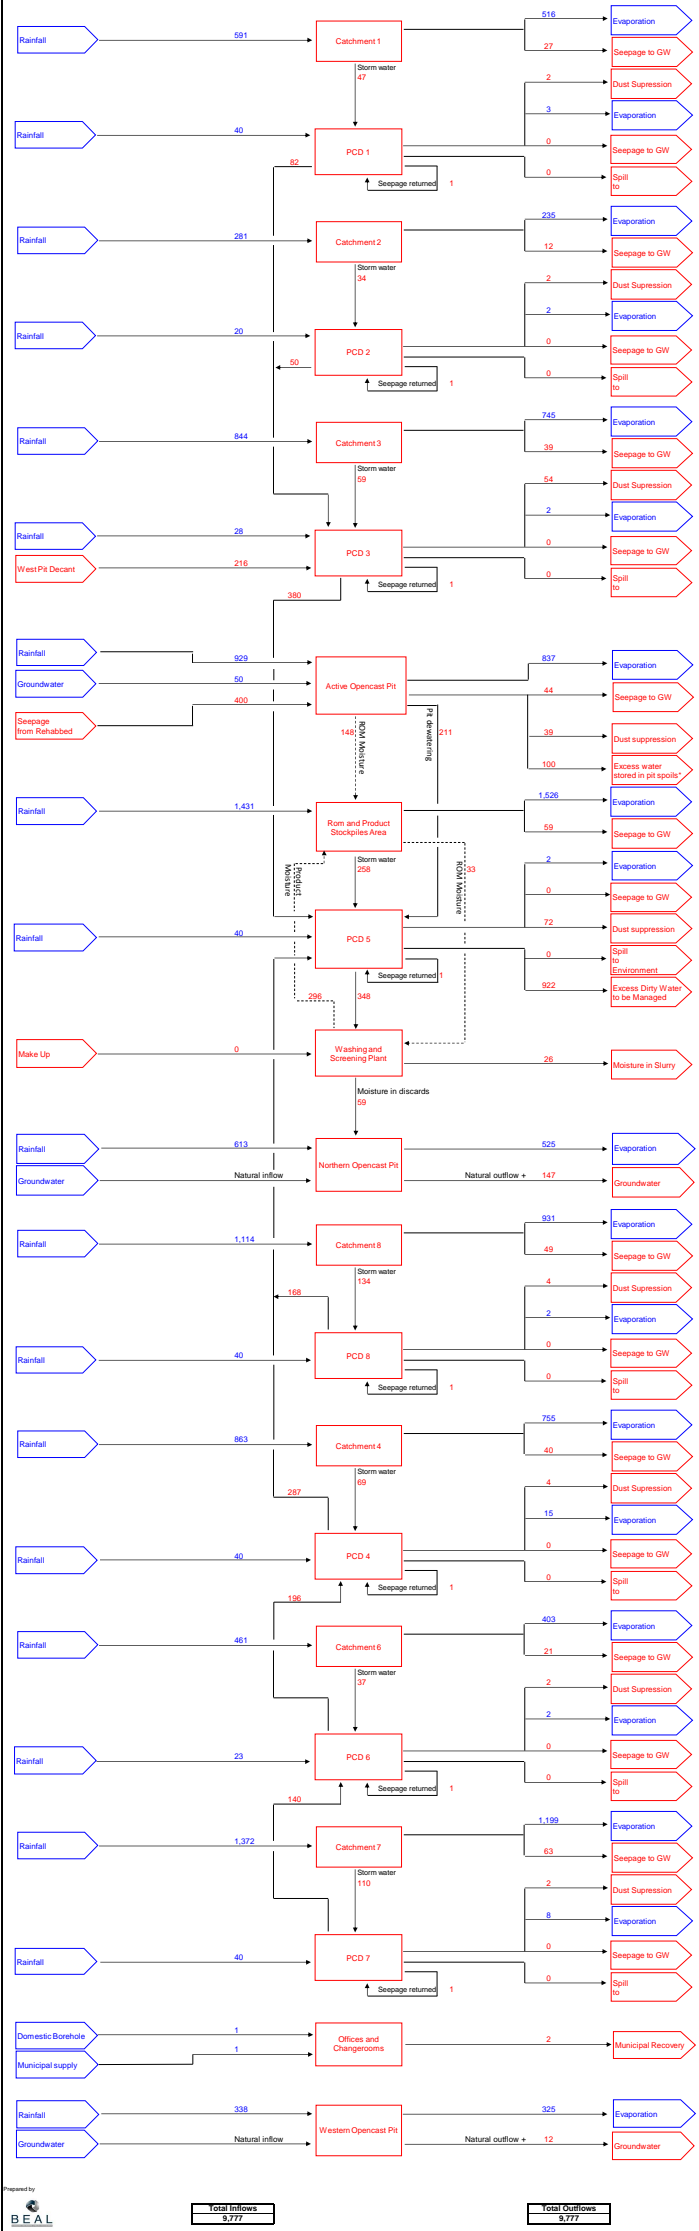 516
Evaporation
Rainfall
591
Catchment 1
27
Seepage to GW
Storm water
47
2
Dust Supression
3
Evaporation
Rainfall
40
PCD 1
0
Seepage to GW
82
0
Spill
to
Seepage returned
1
235
Evaporation
Rainfall
281
Catchment 2
12
Seepage to GW
Storm water
34
2
Dust Supression
2
Evaporation
Rainfall
20
PCD 2
0
Seepage to GW
50
0
Spill
to
Seepage returned
1
745
Evaporation
Rainfall
844
Catchment 3
39
Seepage to GW
Storm water
59
54
Dust Supression
2
Evaporation
Rainfall
28
PCD 3
0
Seepage to GW
West Pit Decant
216
0
Spill
to
Seepage returned
1
380
Rainfall
929
837
Evaporation
Groundwater
50
Active Opencast Pit
44
Seepage to GW
Seepage
from Rehabbed
400
148
ROM Moisture
Pit dewatering
211
39
Dust suppression
100
Excess water
stored in pit spoils*
1,526
Evaporation
Rainfall
1,431
Rom and Product
Stockpiles Area
59
Seepage to GW
Storm water
258
Product
Moisture
ROM Moisture
33
2
Evaporation
0
Seepage to GW
72
Dust suppression
Rainfall
40
PCD 5
0
Spill
to
Environment
Seepage returned
1
922
Excess Dirty Water
to be Managed
296
348
Make Up
0
Washing and
Screening Plant
26
Moisture in Slurry
Moisture in discards
59
Rainfall
613
525
Evaporation
Northern Opencast Pit
Groundwater
Natural inflow
Natural outflow +
147
Groundwater
931
Evaporation
Rainfall
1,114
Catchment 8
49
Seepage to GW
Storm water
134
4
Dust Supression
168
2
Evaporation
Rainfall
40
PCD 8
0
Seepage to GW
0
Spill
to
Seepage returned
1
755
Evaporation
Rainfall
863
Catchment 4
40
Seepage to GW
Storm water
69
4
Dust Supression
287
15
Evaporation
Rainfall
40
PCD 4
0
Seepage to GW
0
Spill
to
Seepage returned
1
196
403
Evaporation
Rainfall
461
Catchment 6
21
Seepage to GW
Storm water
37
2
Dust Supression
2
Evaporation
Rainfall
23
PCD 6
0
Seepage to GW
0
Spill
to
Seepage returned
1
140
1,199
Evaporation
Rainfall
1,372
Catchment 7
63
Seepage to GW
Storm water
110
2
Dust Supression
8
Evaporation
Rainfall
40
PCD 7
0
Seepage to GW
0
Spill
to
Seepage returned
1
Domestic Borehole
1
Offices and
Changerooms
2
Municipal Recovery
Municipal supply
1
Rainfall
338
325
Evaporation
Western Opencast Pit
Groundwater
Natural inflow
Natural outflow +
12
Groundwater
Prepared by
BEAL
Total Inflows
9,777
Total Outflows
9,777